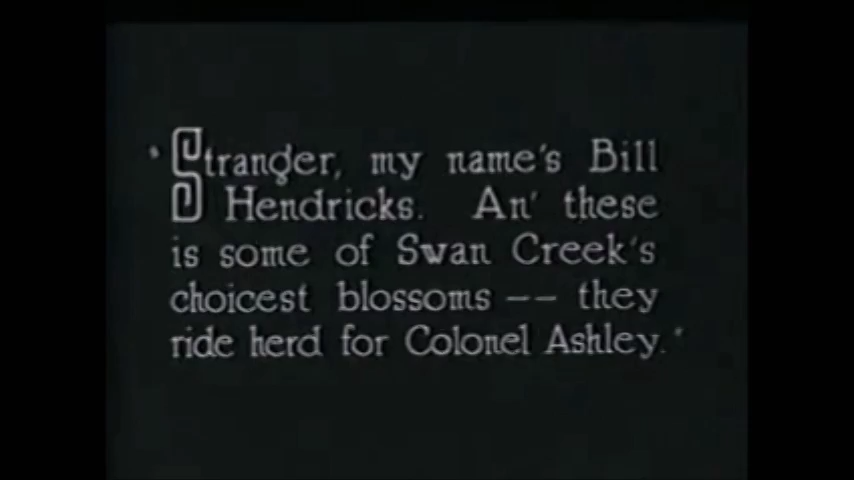 'Stranger, my name's Bill
Hendricks. An' these
is some of Swan Creek's
choicest blossoms -- they
ride herd for Colonel Ashley.'